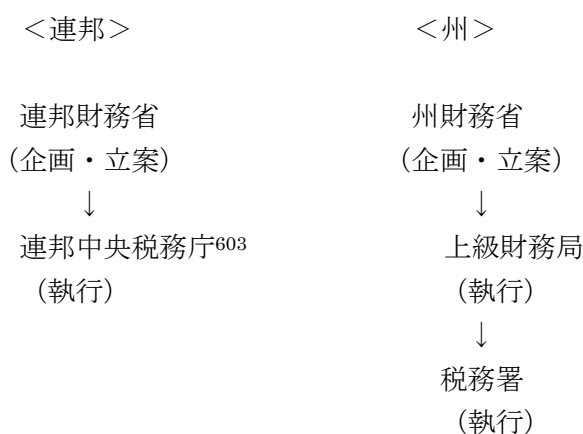 ＜連邦＞ ＜州＞
連邦財務省 州財務省
（企画・立案） （企画・立案）
↓ ↓
連邦中央税務庁603 上級財務局
（執行） （執行）
↓
税務署
（執行）